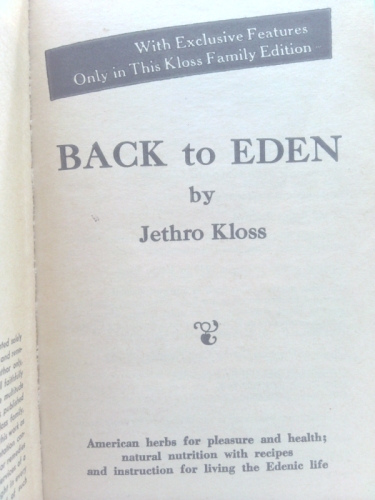 With Exclusive Features
Only in This Kloss Family Edition
BACK to EDEN
by
Jethro Kloss
American herbs for pleasure and health;
natural nutrition with recipes
and instruction for living the Edenic life